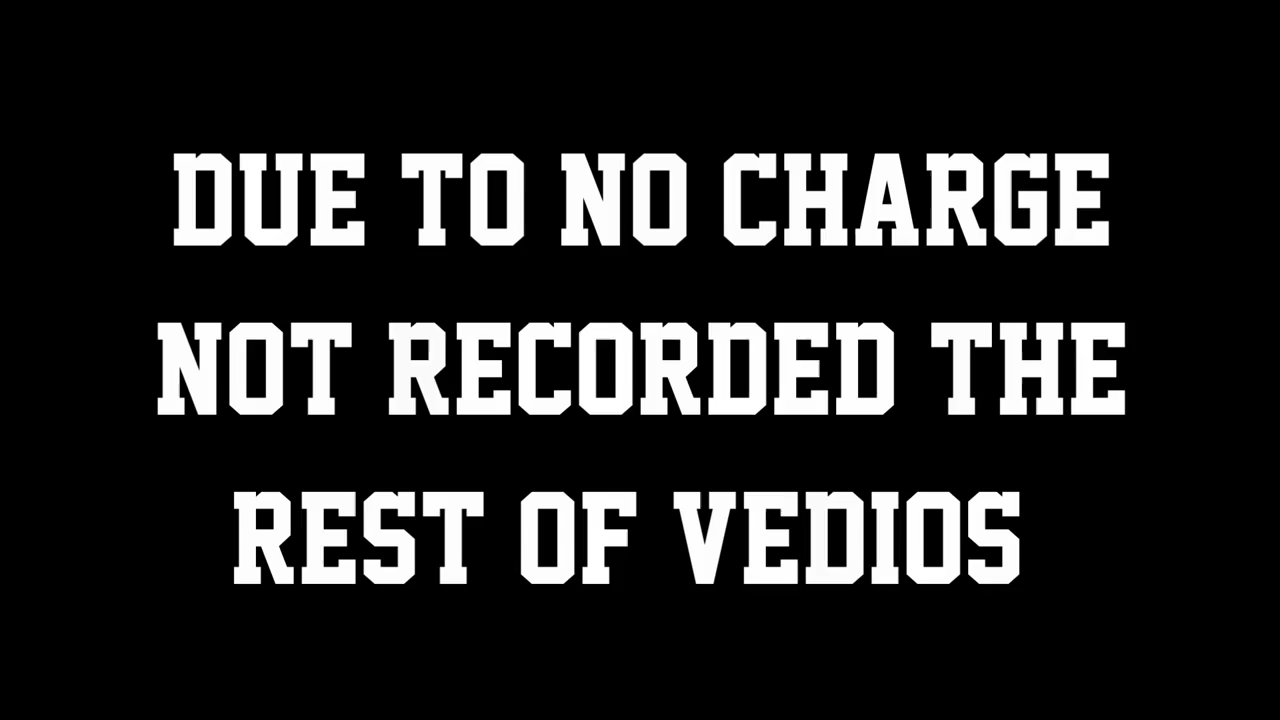 DUE TO NO CHARGE
NOT RECORDED THE
REST OF VEDIOS